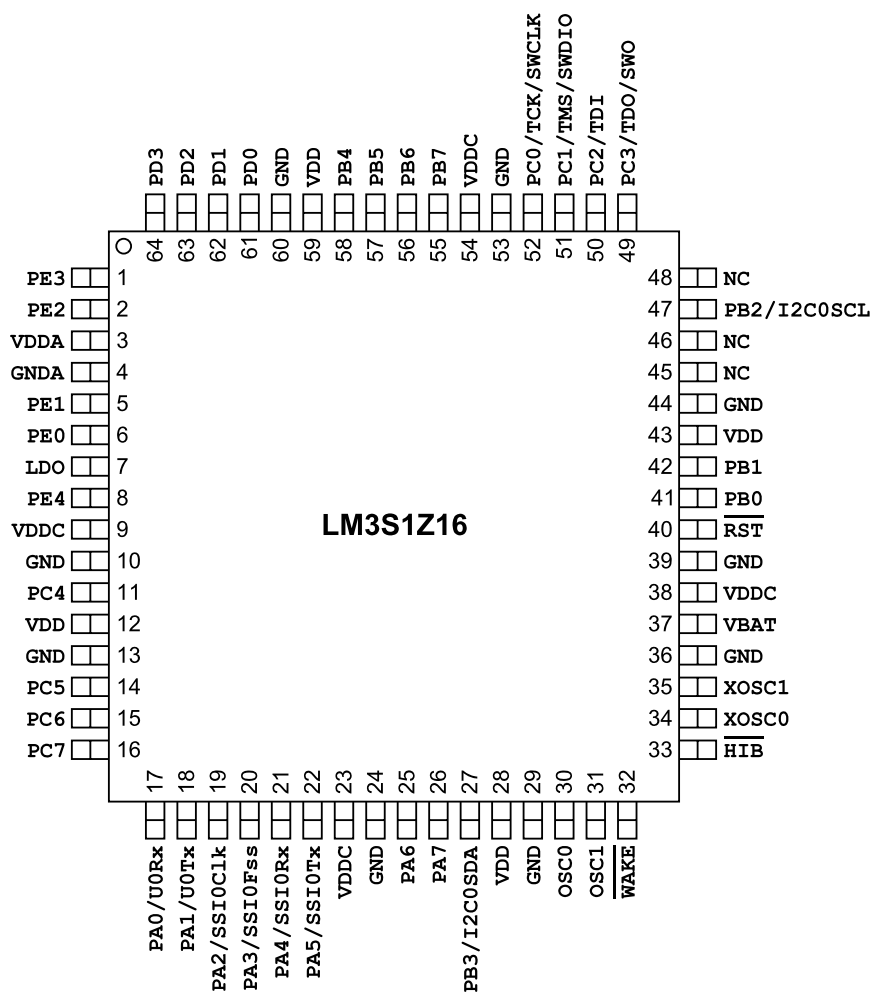 PD3
PD2
PD1
PD0
GND
VDD
PB4
PB5
PB6
PB7
VDDC
GND
PC0/TCK/SWCLK
PC1/TMS/SWDIO
PC2/TDI
PC3/TDO/SWO
64
63
62
61
60
59
58
57
56
55
54
53
52
51
50
49
PE3 1
PE2 2
VDDA 3
GNDA 4
PE1 5
PE0 6
LDO 7
PE4 8
VDDC 9
GND 10
PC4 11
VDD 12
GND 13
PC5 14
PC6 15
PC7 16
LM3S1Z16
48 NC
47 PB2/I2C0SCL
46 NC
45 NC
44 GND
43 VDD
42 PB1
41 PB0
40 RST
39 GND
38 VDDC
37 VBAT
36 GND
35 XOSC1
34 XOSC0
33 HIB
17
18
19
20
21
22
23
24
25
26
27
28
29
30
31
32
PA0/U0Rx
PA1/U0Tx
PA2/SSI0Clk
PA3/SSI0Fss
PA4/SSI0Rx
PA5/SSI0Tx
VDDC
GND
PA6
PA7
PB3/I2C0SDA
VDD
GND
OSC0
OSC1
WAKE